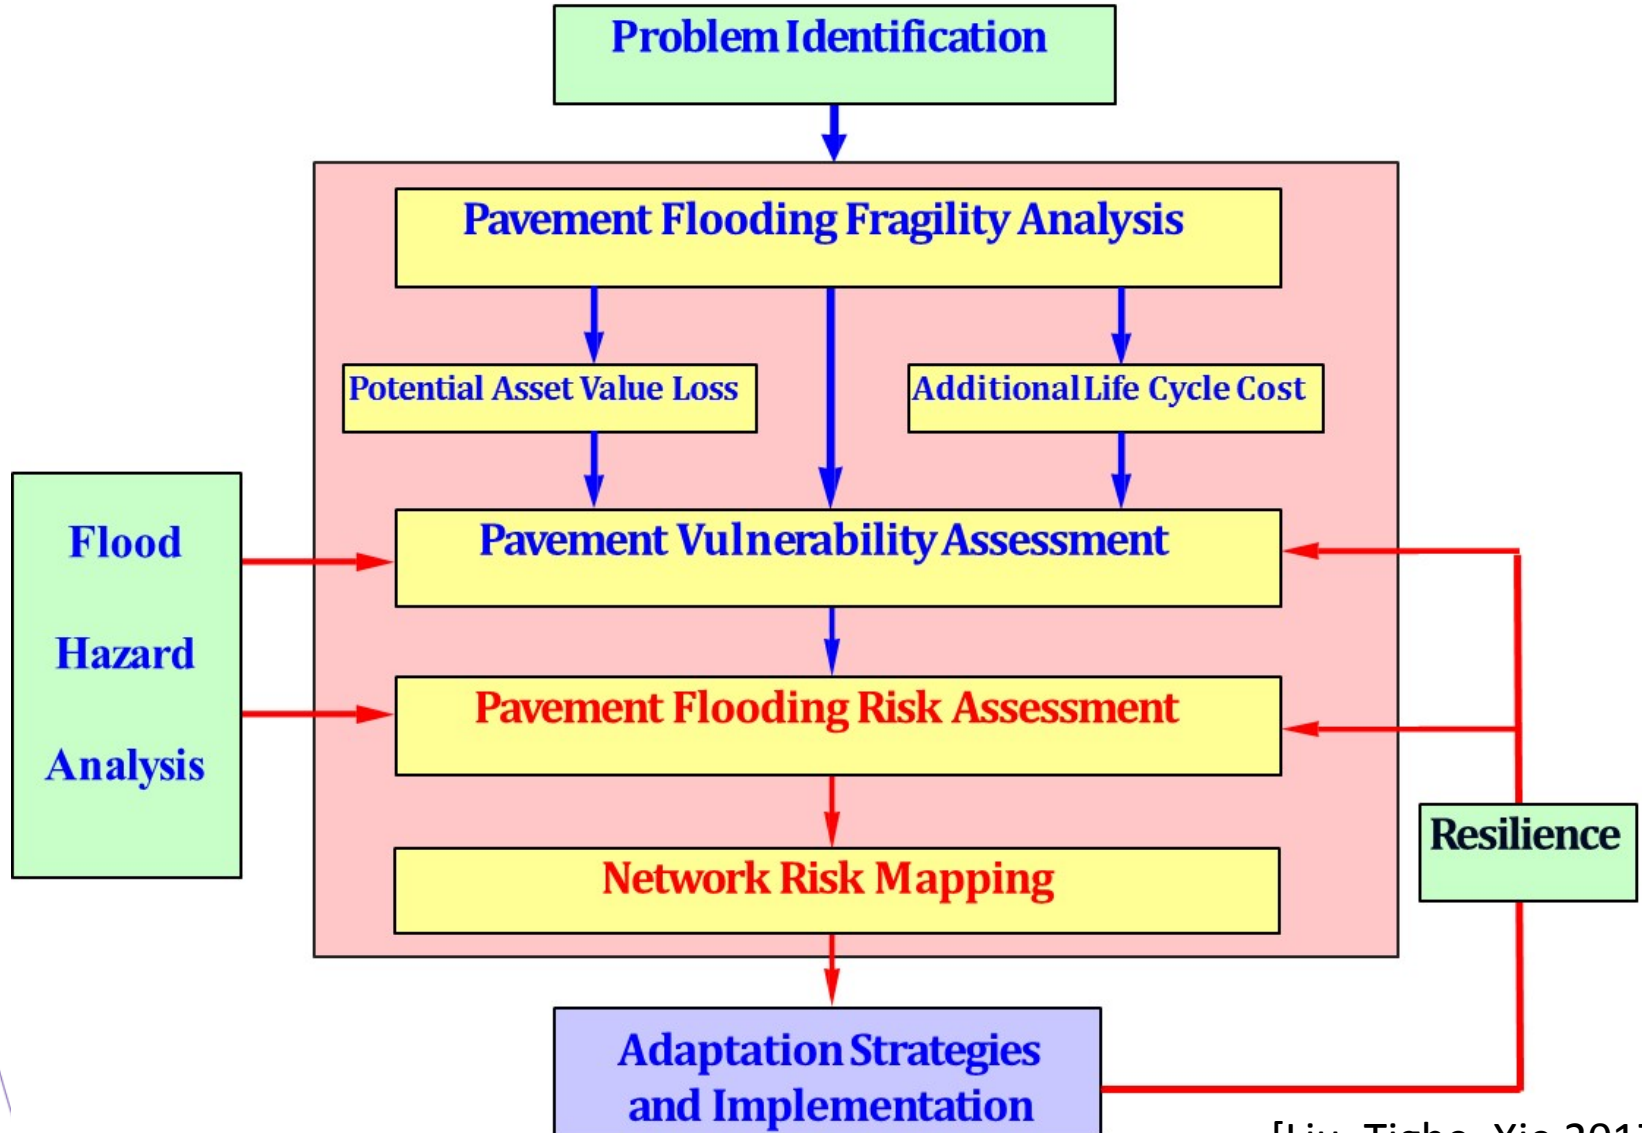 Problem Identification
Pavement Flooding Fragility Analysis
Potential Asset Value Loss
Additional Life Cycle Cost
Flood
Hazard
Analysis
Pavement Vulnerability Assessment
Pavement Flooding Risk Assessment
Network Risk Mapping
Resilience
Adaptation Strategies
and Implementation